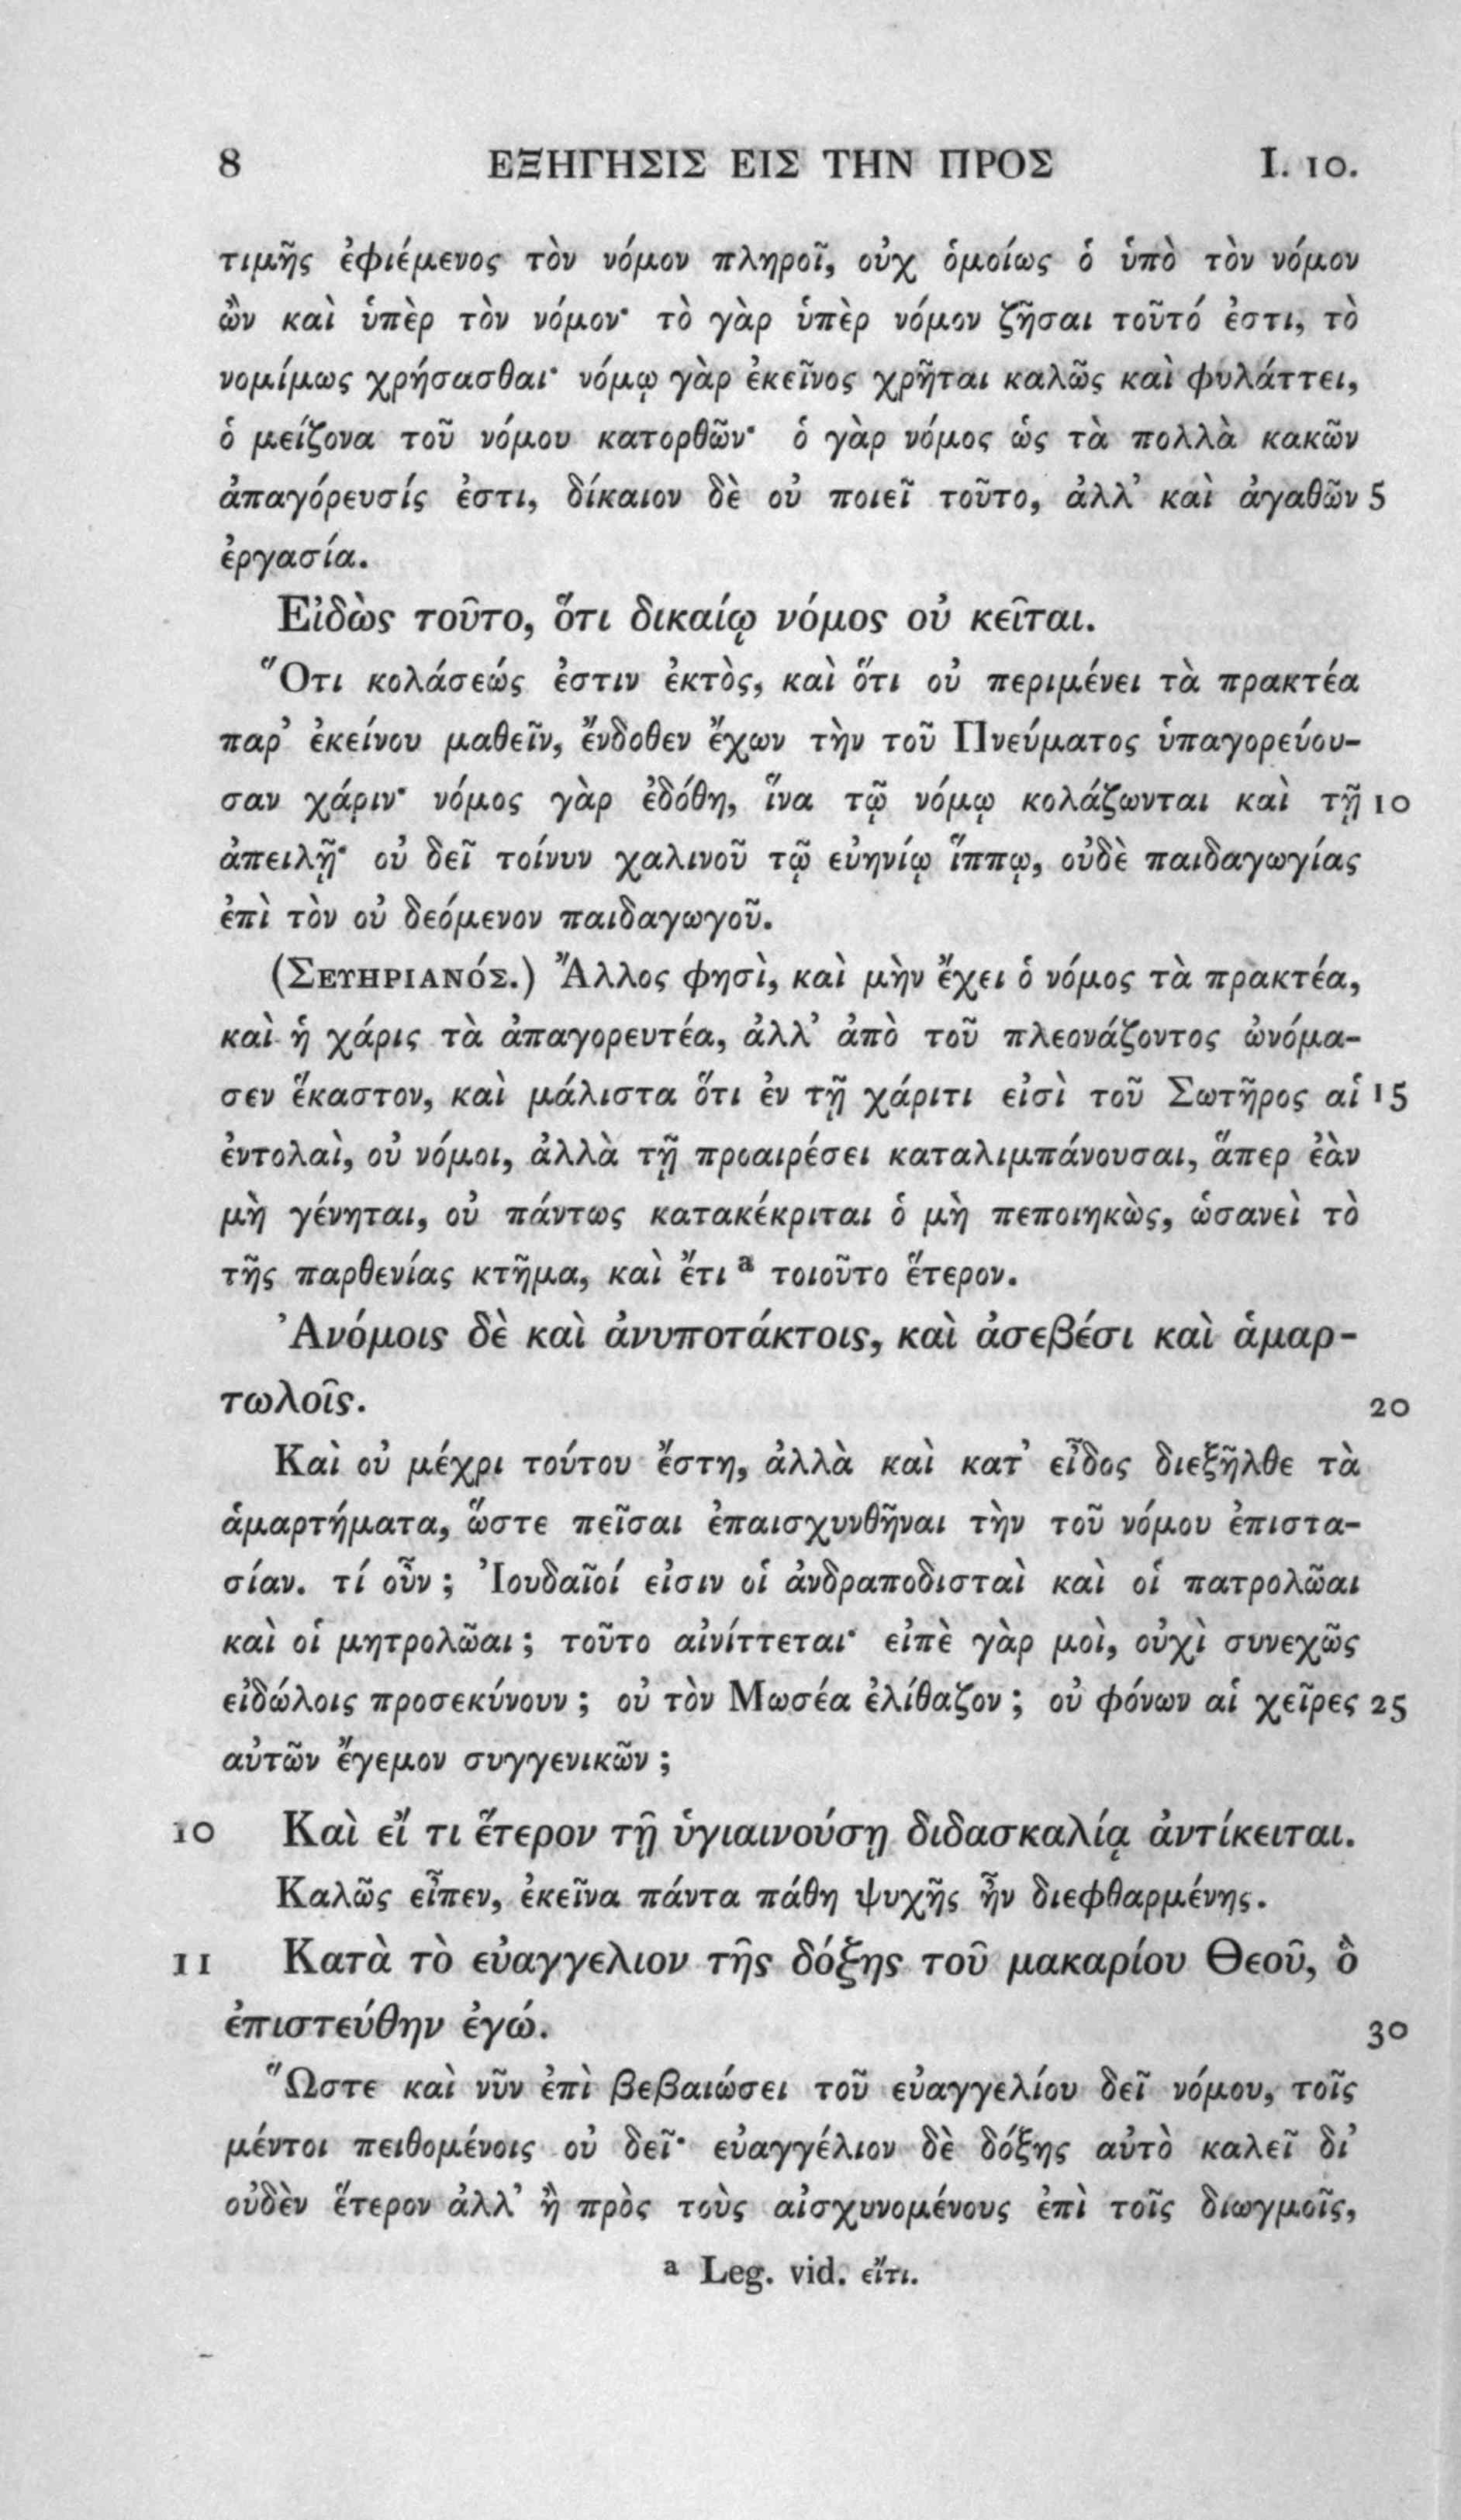 8 ΕΞΗΓΗΣΙΣ ΕΙΣ ΤΗΝ ΠΡΟΣ I. 10.
τιμῆς ἐφιέμενος τὸν νόμον πληροῖ, οὐχ ὁμοίως ὁ ὑπὸ τὸν νόμον
ὢν καὶ ὑπὲρ τὸν νόμον· τὸ γὰρ ὑπὲρ νόμον ζῆσαι τοῦτό ἐστι, τὸ
νομίμως χρήσασθαι· νόμῳ γὰρ ἐκεῖνος χρῆται καλῶς καὶ φυλάττει,
ὁ μείζονα τοῦ νόμου κατορθῶν· ὁ γὰρ νόμος ὡς τὰ πολλὰ κακῶν
ἀπαγόρευσίς ἐστι, δίκαιον δὲ οὐ ποιεῖ τοῦτο, ἀλλ' καὶ ἀγαθῶν 5
ἐργασία.
Εἰδὼς τοῦτο, ὅτι δικαίῳ νόμος οὐ κεῖται.
Ὅτι κολάσεώς ἐστιν ἐκτὸς, καὶ ὅτι οὐ περιμένει τὰ πρακτέα
παρ' ἐκείνου μαθεῖν, ἔνδοθεν ἔχων τὴν τοῦ Πνεύματος ὑπαγορεύου-
σαν χάριν· νόμος γὰρ ἐδόθη, ἵνα τῷ νόμῳ κολάζωνται καὶ τῇ 10
ἀπειλῇ· οὐ δεῖ τοίνυν χαλινοῦ τῷ εὐηνίῳ ἵππῳ, οὐδὲ παιδαγωγίας
ἐπὶ τὸν οὐ δεόμενον παιδαγωγοῦ.
(ΣΕΥΗΡΙΑΝΌΣ.) Ἄλλος φησὶ, καὶ μὴν ἔχει ὁ νόμος τὰ πρακτέα,
καὶ ἡ χάρις τὰ ἀπαγορευτέα, ἀλλ' ἀπὸ τοῦ πλεονάζοντος ὠνόμα-
σεν ἕκαστον, καὶ μάλιστα ὅτι ἐν τῇ χάριτι εἰσὶ τοῦ Σωτῆρος αἱ 15
ἐντολαὶ, οὐ νόμοι, ἀλλὰ τῇ προαιρέσει καταλιμπάνουσαι, ἅπερ ἐὰν
μὴ γένηται, οὐ πάντως κατακέκριται ὁ μὴ πεποιηκὼς, ὡσανεὶ τὸ
τῆς παρθενίας κτῆμα, καὶ ἔτι a τοιοῦτο ἕτερον.
Ἀνόμοις δὲ καὶ ἀνυποτάκτοις, καὶ ἀσεβέσι καὶ ἁμαρ-
τωλοῖς. 20
Καὶ οὐ μέχρι τούτου ἔστη, ἀλλὰ καὶ κατ' εἶδος διεξῆλθε τὰ
ἁμαρτήματα, ὥστε πεῖσαι ἐπαισχυνθῆναι τὴν τοῦ νόμου ἐπιστα-
σίαν. τί οὖν ; Ἰουδαῖοί εἰσιν οἱ ἀνδραποδισταὶ καὶ οἱ πατρολῶαι
καὶ οἱ μητρολῶαι ; τοῦτο αἰνίττεται· εἰπὲ γὰρ μοὶ, οὐχὶ συνεχῶς
εἰδώλοις προσεκύνουν ; οὐ τὸν Μωσέα ἐλίθαζον ; οὐ φόνων αἱ χεῖρες 25
αὐτῶν ἔγεμον συγγενικῶν ;
10 Καὶ εἴ τι ἕτερον τῇ ὑγιαινούσῃ διδασκαλίᾳ ἀντίκειται.
Καλῶς εἶπεν, ἐκεῖνα πάντα πάθη ψυχῆς ἦν διεφθαρμένης.
11 Κατὰ τὸ εὐαγγελιον τῆς δόξης τοῦ μακαρίου Θεοῦ, ὃ
ἐπιστεύθην ἐγώ. 30
Ὥστε καὶ νῦν ἐπὶ βεβαιώσει τοῦ εὐαγγελίου δεῖ νόμου, τοῖς
μέντοι πειθομένοις οὐ δεῖ· εὐαγγέλιον δὲ δόξης αὐτὸ καλεῖ δι'
οὐδὲν ἕτερον ἀλλ' ἢ πρὸς τοὺς αἰσχυνομένους ἐπὶ τοῖς διωγμοῖς,
a Leg. vid. εἴτι.